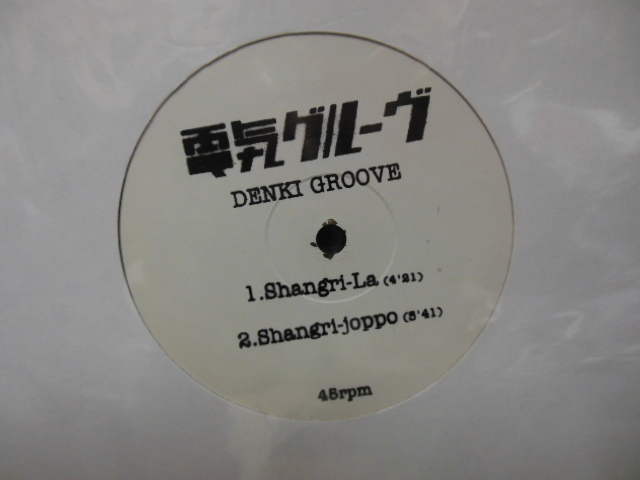 電気グルーヴ
DENKI GROOVE
1.Shangri-La (4'21)
2.Shangri-joppo (5'41)
45rpm